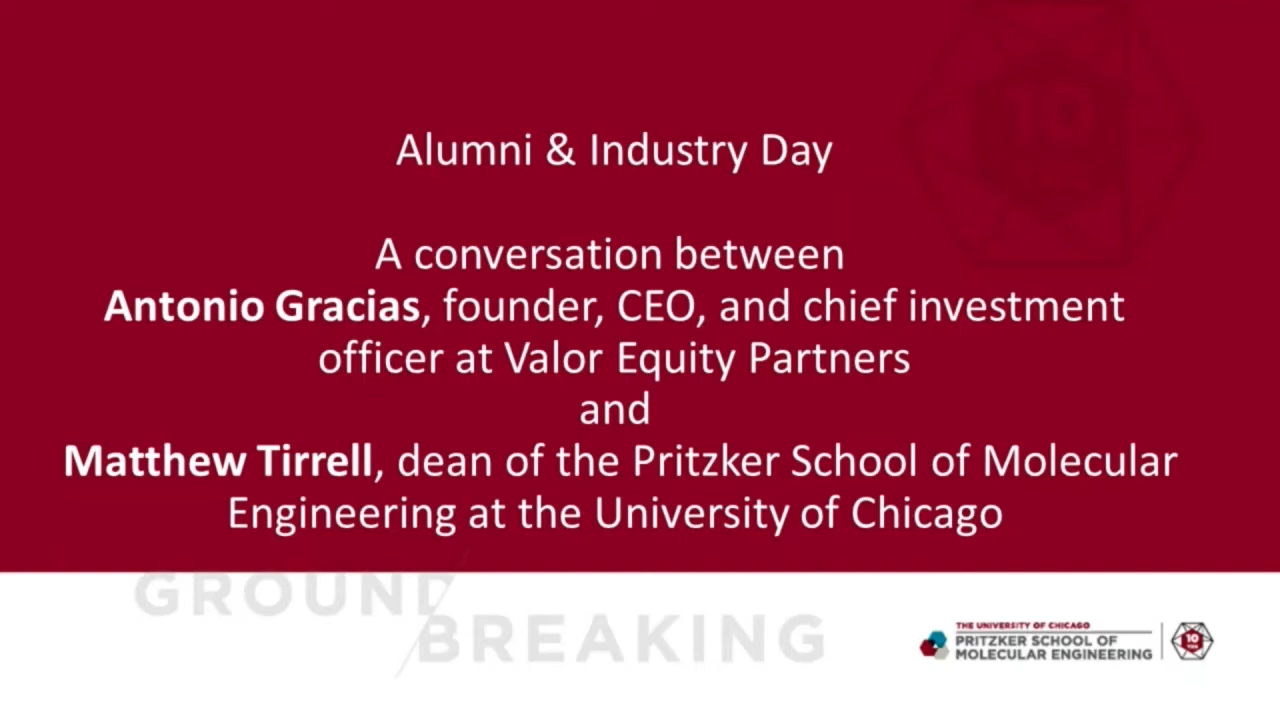 Alumni & Industry Day
A conversation between
Antonio Gracias, founder, CEO, and chief investment
officer at Valor Equity Partners
and
Matthew Tirrell, dean of the Pritzker School of Molecular
Engineering at the University of Chicago
GROUND
BREAKING
THE UNIVERSITY OF CHICAGO
PRITZKER SCHOOL OF
MOLECULAR ENGINEERING
10